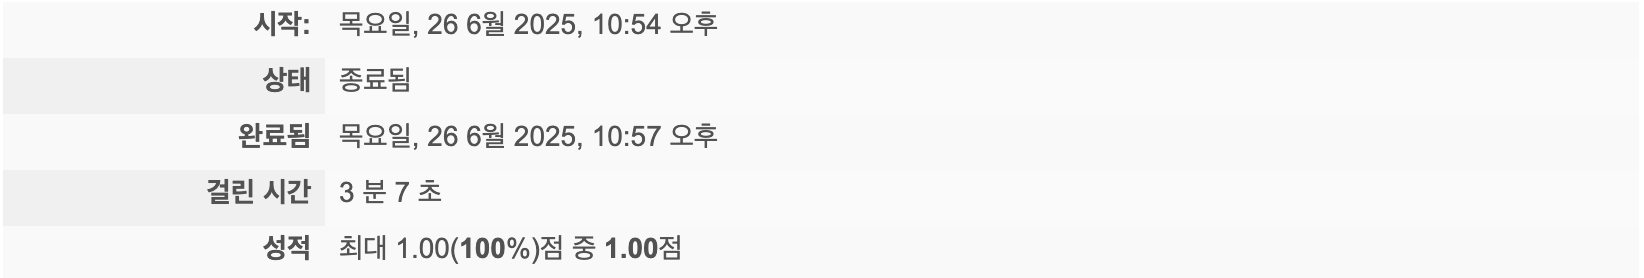 시작: 목요일, 26 6월 2025, 10:54 오후
상태 종료됨
완료됨 목요일, 26 6월 2025, 10:57 오후
걸린 시간 3 분 7 초
성적 최대 1.00(100%)점 중 1.00점